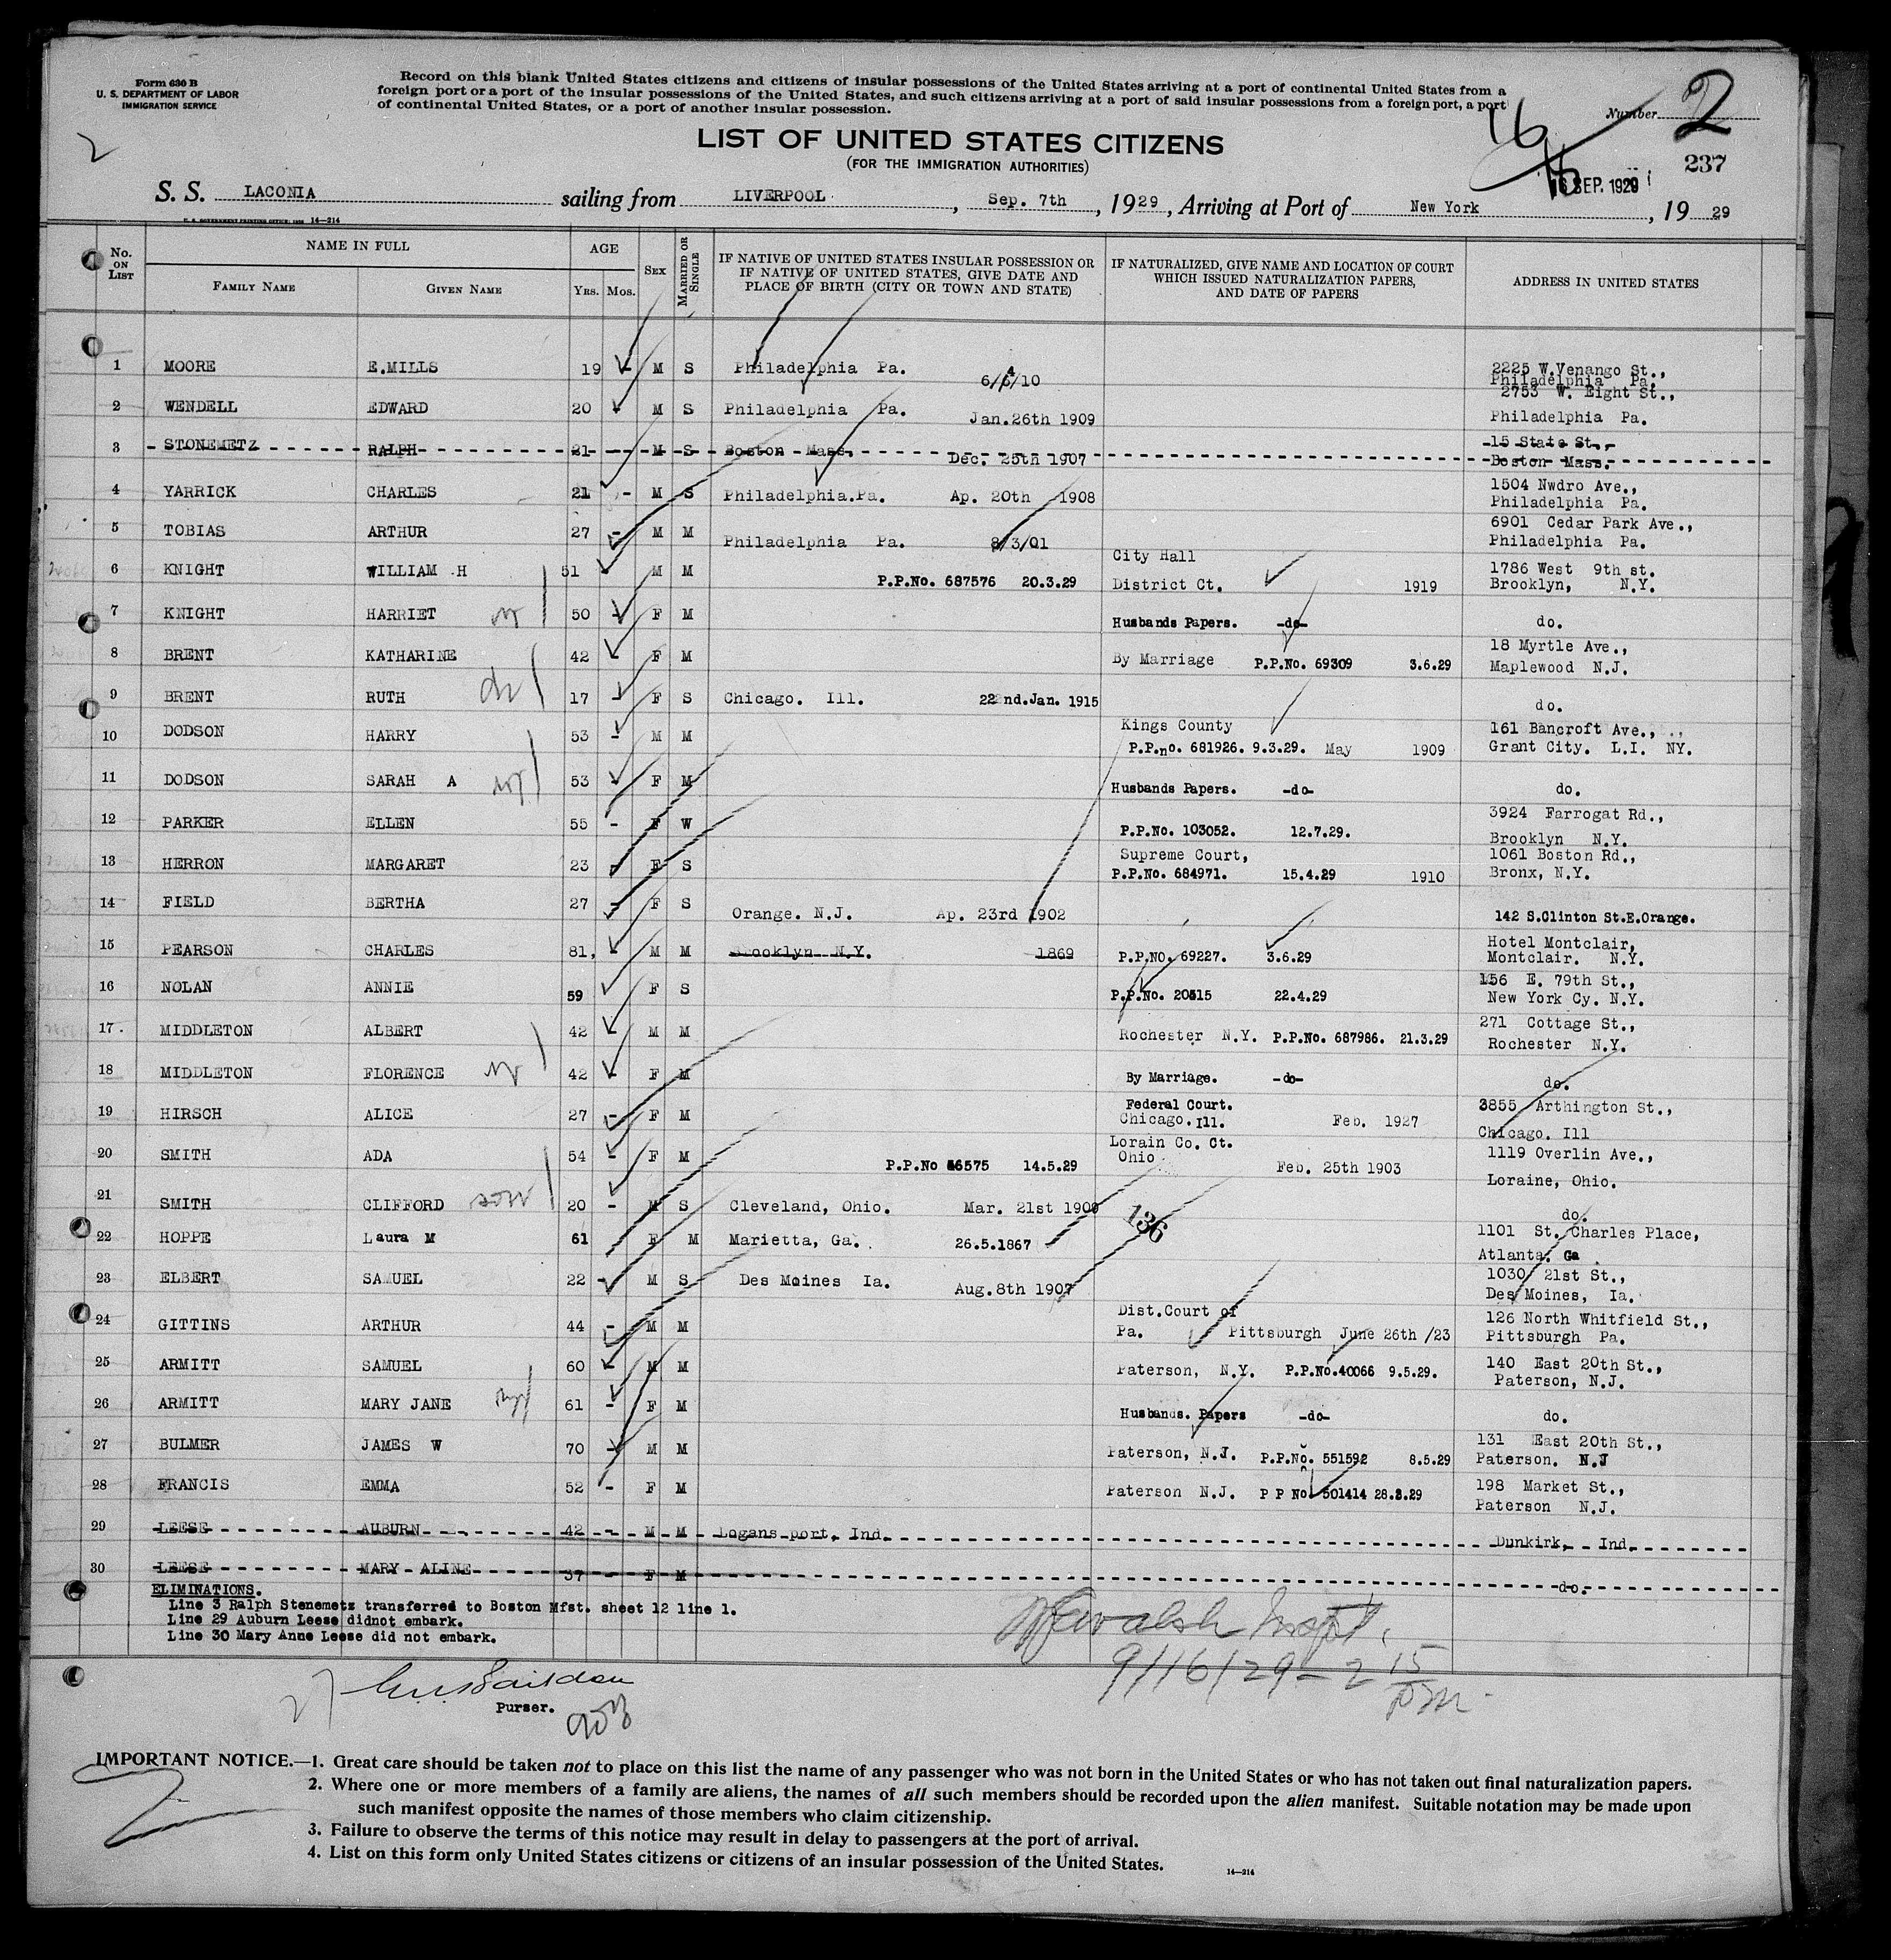 Form 630 B
U. S. DEPARTMENT OF LABOR
IMMIGRATION SERVICE
Record on this blank United States citizens and citizens of insular possessions of the United States arriving at a port of continental United States from a
foreign port or a port of the insular possessions of the United States, and such citizens arriving at a port of said insular possessions from a foreign port, a port
of continental United States, or a port of another insular possession.
Number 2
2
16
237
16 SEP. 1929
LIST OF UNITED STATES CITIZENS
(FOR THE IMMIGRATION AUTHORITIES)
S. S. LACONIA sailing from LIVERPOOL, Sep. 7th, 1929, Arriving at Port of New York, 19 29
14-214
No. ON LIST NAME IN FULL FAMILY NAME GIVEN NAME AGE YRS. MOS. SEX MARRIED OR SINGLE IF NATIVE OF UNITED STATES INSULAR POSSESSION OR IF NATIVE OF UNITED STATES, GIVE DATE AND PLACE OF BIRTH (CITY OR TOWN AND STATE) IF NATURALIZED, GIVE NAME AND LOCATION OF COURT WHICH ISSUED NATURALIZATION PAPERS, AND DATE OF PAPERS ADDRESS IN UNITED STATES
1 MOORE E.MILLS 19 - M S Philadelphia Pa. 6/6/10 2225 W.Venango St., Philadelphia Pa.
2 WENDELL EDWARD 20 - M S Philadelphia Pa. Jan.26th 1909 2753 W. Eight St., Philadelphia Pa.
3 STONEMETZ RALPH 21 - M S Boston Mass. Dec. 25th 1907 15 State St., Boston Mass.
4 YARRICK CHARLES 21 - M S Philadelphia.Pa. Ap. 20th 1908 1504 Nwdro Ave., Philadelphia Pa.
5 TOBIAS ARTHUR 27 - M M Philadelphia Pa. 8/3/01 6901 Cedar Park Ave., Philadelphia Pa.
6 KNIGHT WILLIAM H 51 M M P.P.No. 687576 20.3.29 City Hall District Ct. 1919 1786 West 9th st. Brooklyn, N.Y.
7 KNIGHT HARRIET 50 - F M Husbands Papers. -do- do.
8 BRENT KATHARINE 42 - F M By Marriage P.P.No. 69309 3.6.29 18 Myrtle Ave., Maplewood N.J.
9 BRENT RUTH 17 - F S Chicago. Ill. 22nd.Jan. 1915 do.
10 DODSON HARRY 53 - M M Kings County P.P.no. 681926. 9.3.29. May 1909 161 Bancroft Ave., Grant City. L.I. NY.
11 DODSON SARAH A 53 - F M Husbands Papers. -do- do.
12 PARKER ELLEN 55 - F W P.P.No. 103052. 12.7.29. 3924 Farrogat Rd., Brooklyn N.Y.
13 HERRON MARGARET 23 - F S Supreme Court, P.P.No. 684971. 15.4.29 1910 1061 Boston Rd., Bronx, N.Y.
14 FIELD BERTHA 27 - F S Orange. N.J. Ap. 23rd 1902 142 S.Clinton St.E.Orange.
15 PEARSON CHARLES 81, - M M Brooklyn N.Y. 1869 P.P.NO. 69227. 3.6.29 Hotel Montclair, Montclair. N.Y.
16 NOLAN ANNIE 59 F S P.P.No. 20515 22.4.29 156 E. 79th St., New York Cy. N.Y.
17. MIDDLETON ALBERT 42 - M M Rochester N.Y. P.P.No. 687986. 21.3.29 271 Cottage St., Rochester N.Y.
18 MIDDLETON FLORENCE 42 - F M By Marriage. -do- do.
19 HIRSCH ALICE 27 - F M Federal Court. Chicago.Ill. Feb. 1927 3855 Arthington St., Chicago. Ill
20 SMITH ADA 54 - F M P.P.No 46575 14.5.29 Lorain Co. Ct. Ohio Feb. 25th 1903 1119 Overlin Ave., Loraine, Ohio.
21 SMITH CLIFFORD son 20 - M S Cleveland, Ohio. Mar. 21st 1909 do.
136
22 HOPPE Laura M 61 F M Marietta, Ga. 26.5.1867 1101 St. Charles Place, Atlanta. Ga
23 ELBERT SAMUEL 22 - M S Des Moines Ia. Aug.8th 1907 1030 21st St., Des Moines, Ia.
24 GITTINS ARTHUR 44 - M M Dist.Court of Pa. Pittsburgh June 26th /23 126 North Whitfield St., Pittsburgh Pa.
25 ARMITT SAMUEL 60 - M M Paterson, N.Y. P.P.No.40066 9.5.29. 140 East 20th St., Paterson, N.J.
26 ARMITT MARY JANE 61 - F M Husbands. Papers -do- do.
27 BULMER JAMES W 70 - M M Paterson, N.J. P.P.No. 551592 8.5.29 131 East 20th St., Paterson. N.J
28 FRANCIS EMMA 52 - F M Paterson N.J. P P No. 501414 28.3.29 198 Market St., Paterson N.J.
29 LEESE AUBURN 42 - M M Logans port, Ind. Dunkirk, Ind.
30 LEESE MARY ALINE 37 - F M do.
ELIMINATIONS.
Line 3 Ralph Stenemetz transferred to Boston Mfst. sheet 12 line 1.
Line 29 Auburn Leese didnot embark.
Line 30 Mary Anne Leese did not embark.
Walsh Inspt.
9/16/29 - 2 15 pm.
27
Purser.
IMPORTANT NOTICE.—1. Great care should be taken not to place on this list the name of any passenger who was not born in the United States or who has not taken out final naturalization papers.
2. Where one or more members of a family are aliens, the names of all such members should be recorded upon the alien manifest. Suitable notation may be made upon
such manifest opposite the names of those members who claim citizenship.
3. Failure to observe the terms of this notice may result in delay to passengers at the port of arrival.
4. List on this form only United States citizens or citizens of an insular possession of the United States.
14—214
2